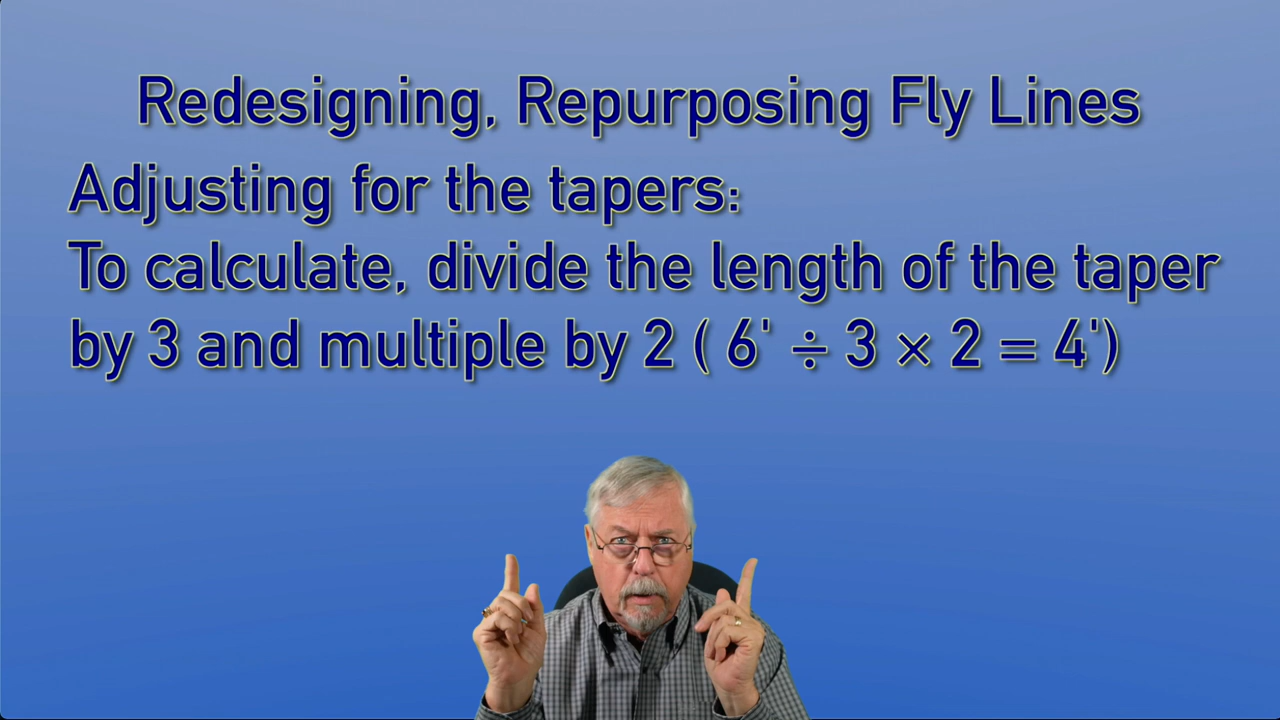 Redesigning, Repurposing Fly Lines
Adjusting for the tapers:
To calculate, divide the length of the taper
by 3 and multiple by 2 ( 6' ÷ 3 × 2 = 4')